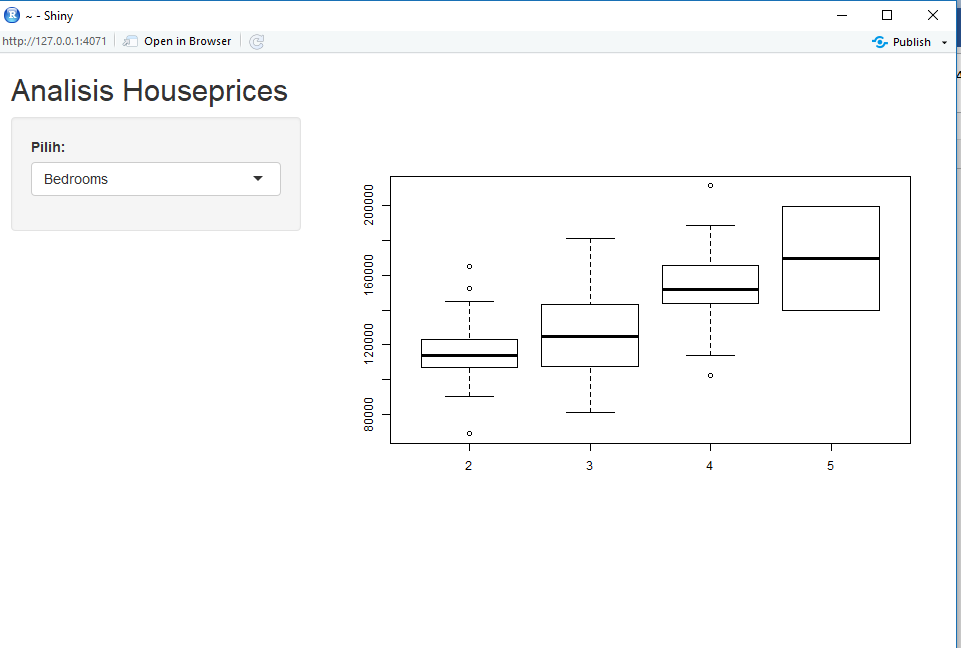 ~ - Shiny
http://127.0.0.1:4071 Open in Browser Publish
Analisis Houseprices
Pilih:
Bedrooms
200000
160000
120000
80000
2 3 4 5